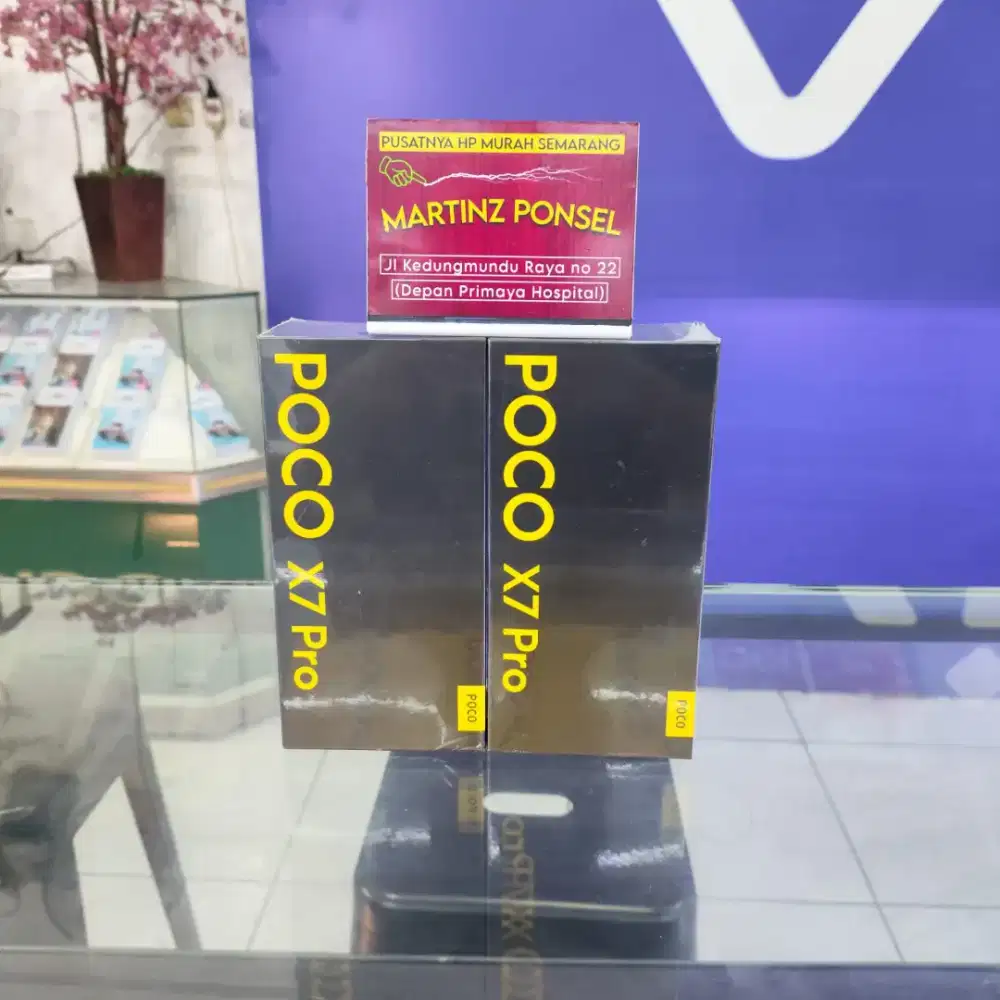 PUSATNYA HP MURAH SEMARANG
MARTINZ PONSEL
Jl Kedungmundu Raya no 22
(Depan Primaya Hospital)
POCO X7 Pro
POCO
POCO X7 Pro
POCO